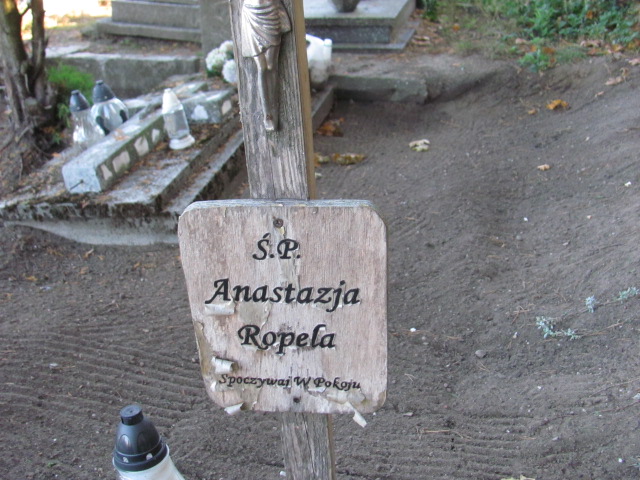 Ś.P.
Anastazja
Ropela
Spoczywaj W Pokoju